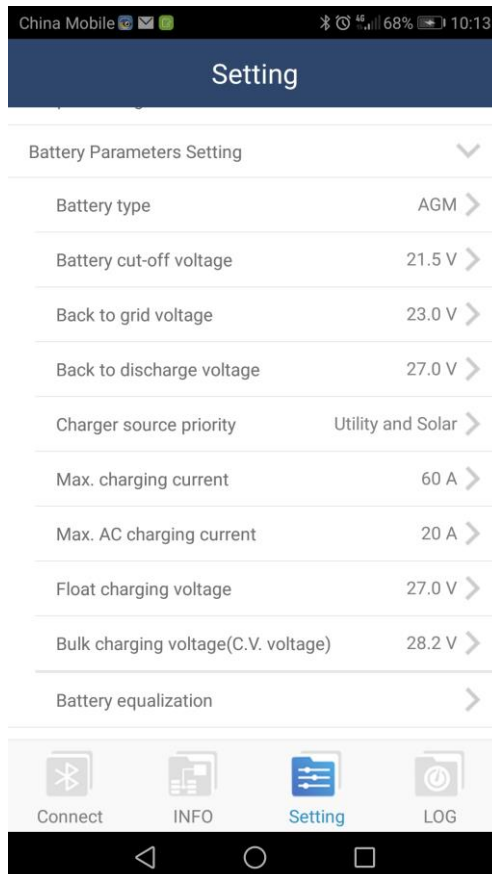 China Mobile 46 68% 10:13
Setting
Battery Parameters Setting
Battery type AGM
Battery cut-off voltage 21.5 V
Back to grid voltage 23.0 V
Back to discharge voltage 27.0 V
Charger source priority Utility and Solar
Max. charging current 60 A
Max. AC charging current 20 A
Float charging voltage 27.0 V
Bulk charging voltage(C.V. voltage) 28.2 V
Battery equalization
Connect INFO Setting LOG